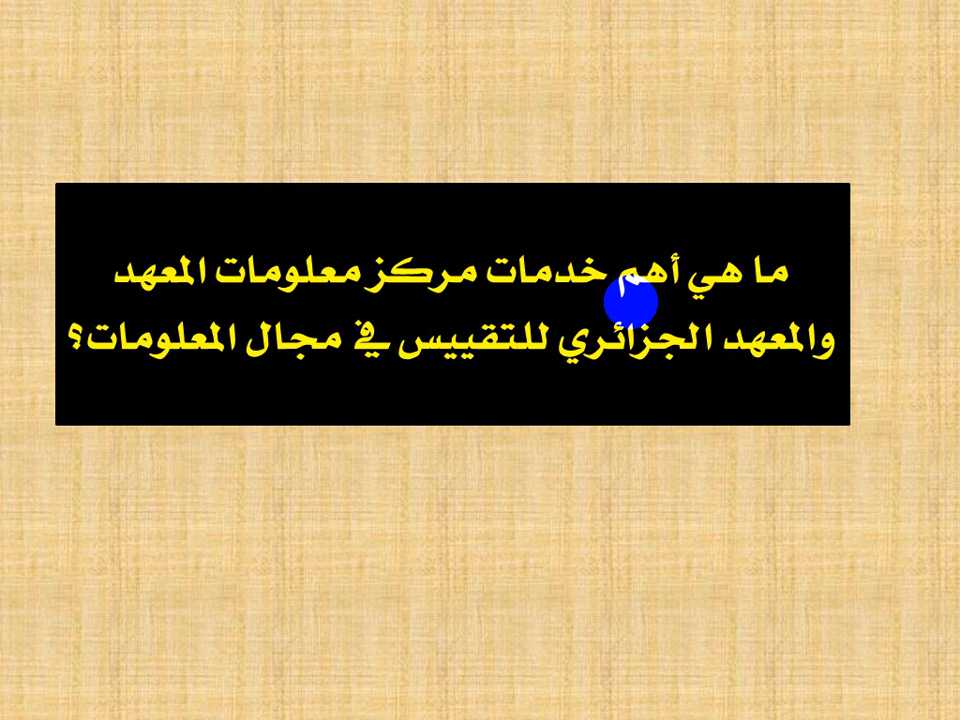 ما هي أهم خدمات مركز معلومات المعهد
والمعهد الجزائري للتقييس في مجال المعلومات؟